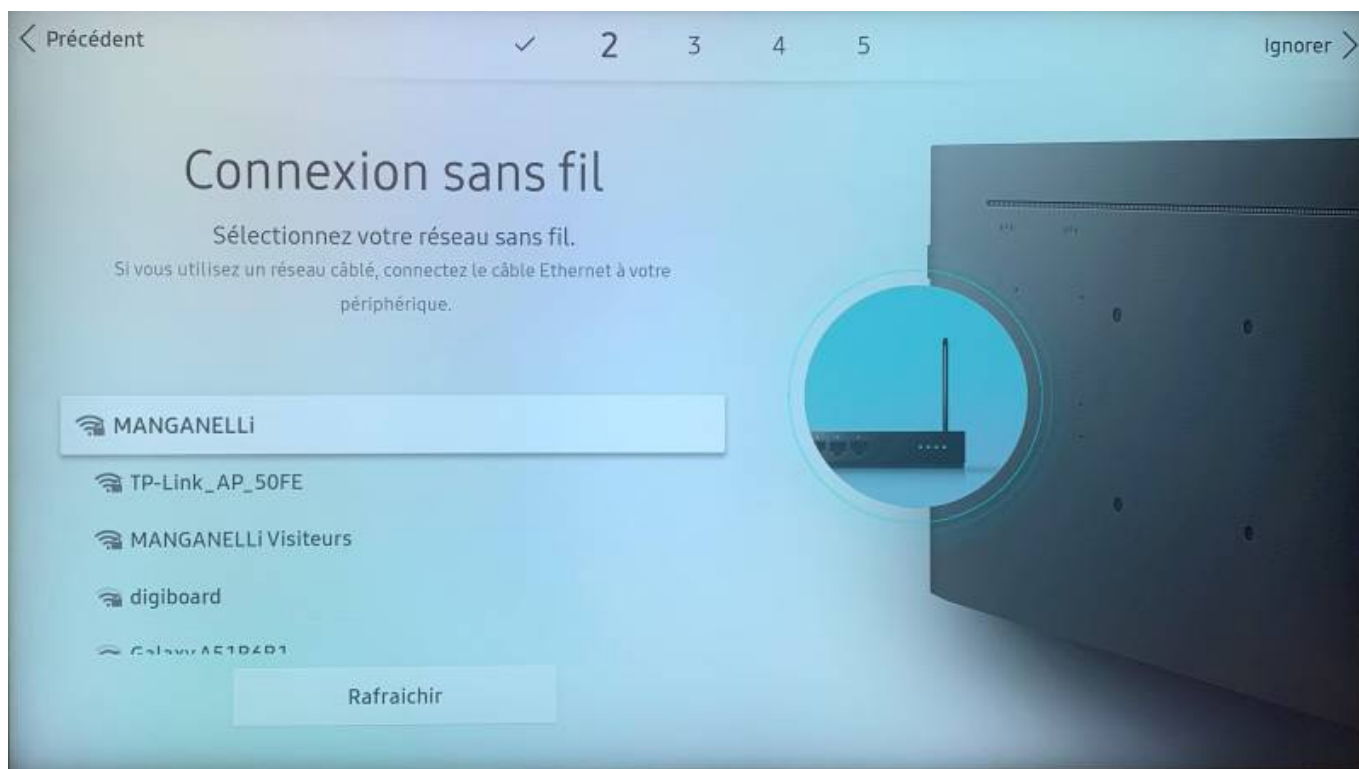 Précédent
2 3 4 5
Ignorer
Connexion sans fil
Sélectionnez votre réseau sans fil.
Si vous utilisez un réseau câblé, connectez le câble Ethernet à votre
périphérique.
MANGANELLi
TP-Link_AP_50FE
MANGANELLi Visiteurs
digiboard
Galaxy
Rafraichir